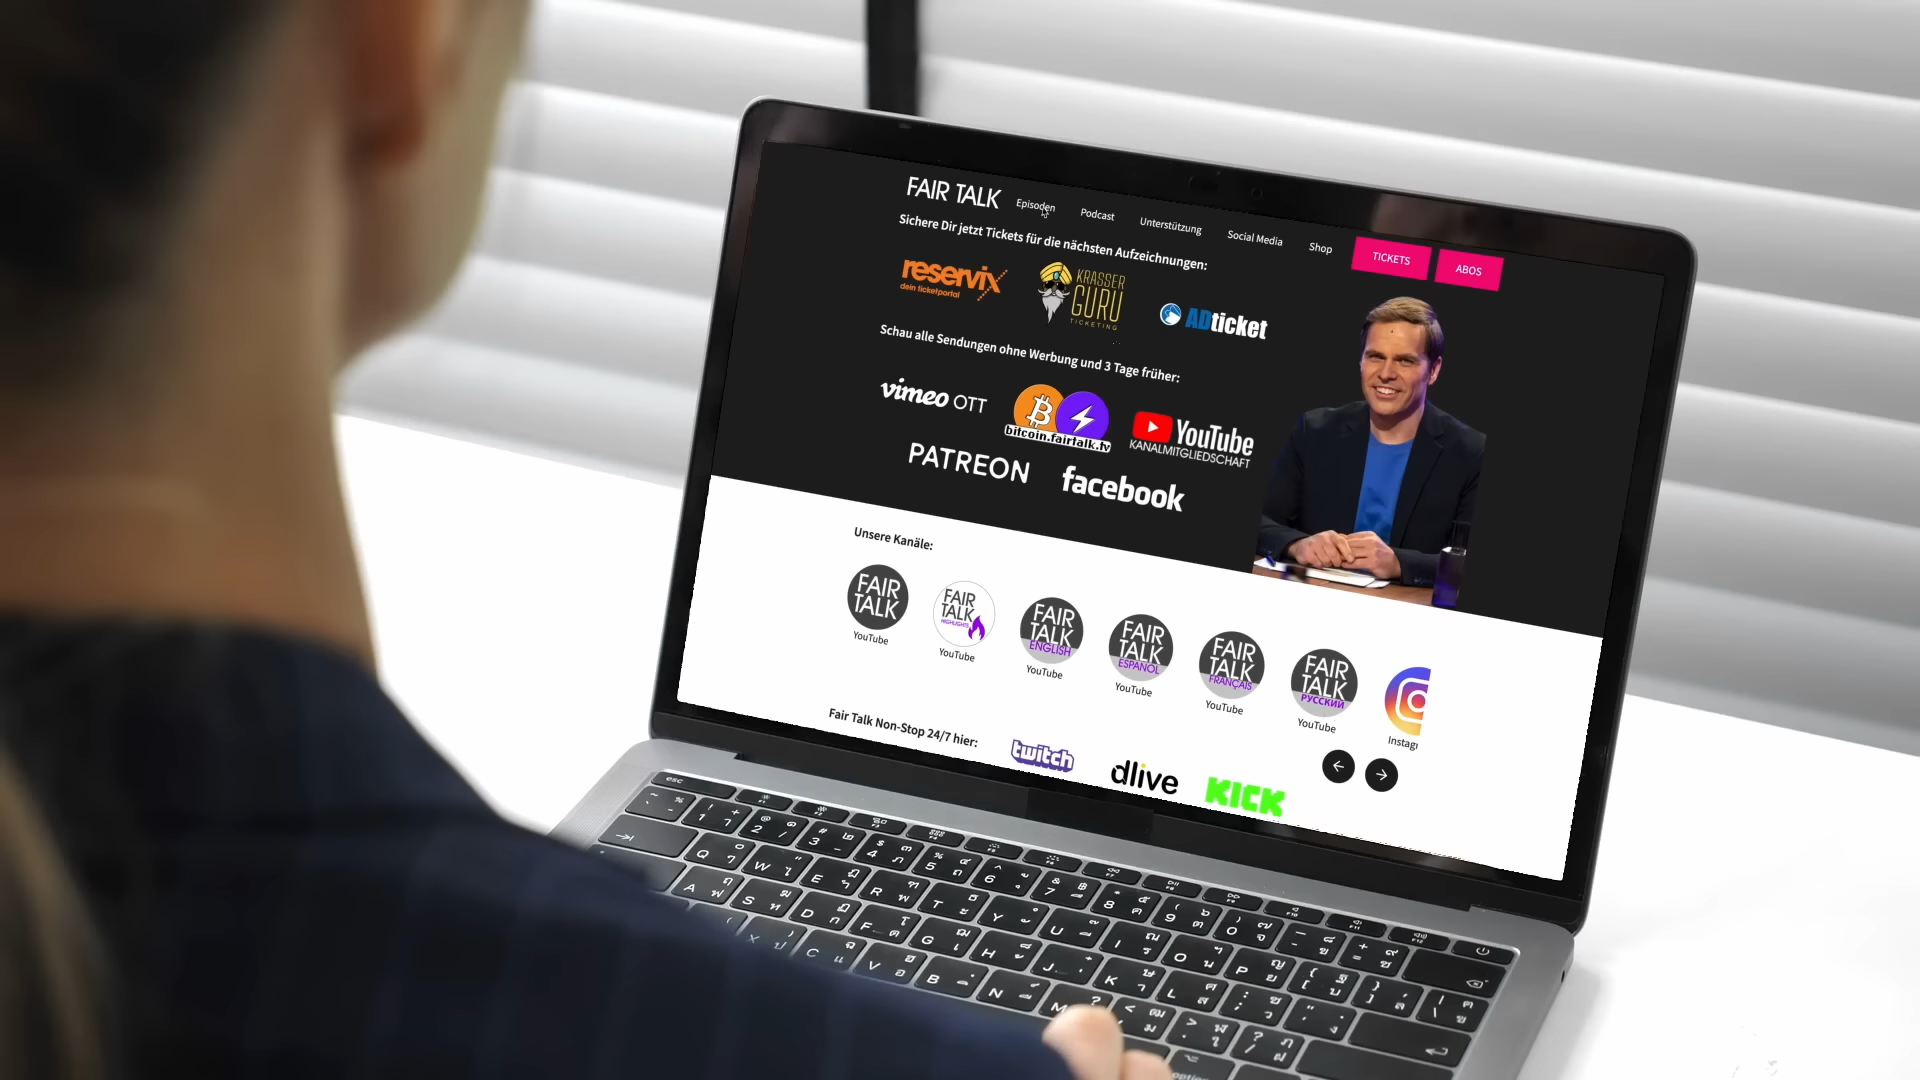 FAIR TALK
Episoden
Podcast
Unterstützung
Social Media
Shop
TICKETS
ABOS
Sichere Dir jetzt Tickets für die nächsten Aufzeichnungen:
reservix
dein ticketportal
KRASSER
GURU
TICKETING
ADticket
Schau alle Sendungen ohne Werbung und 3 Tage früher:
vimeo OTT
bitcoin.fairtalk.tv
YouTube
KANALMITGLIEDSCHAFT
PATREON
facebook
Unsere Kanäle:
FAIR
TALK
YouTube
FAIR
TALK
HIGHLIGHTS
YouTube
FAIR
TALK
ENGLISH
YouTube
FAIR
TALK
ESPAÑOL
YouTube
FAIR
TALK
FRANÇAIS
YouTube
FAIR
TALK
РУССКИЙ
YouTube
Instagr
Fair Talk Non-Stop 24/7 hier:
twitch
dlive
KICK
esc
Q W E R T Y U I O P
A S D F G H J K L
X C V B N M
option